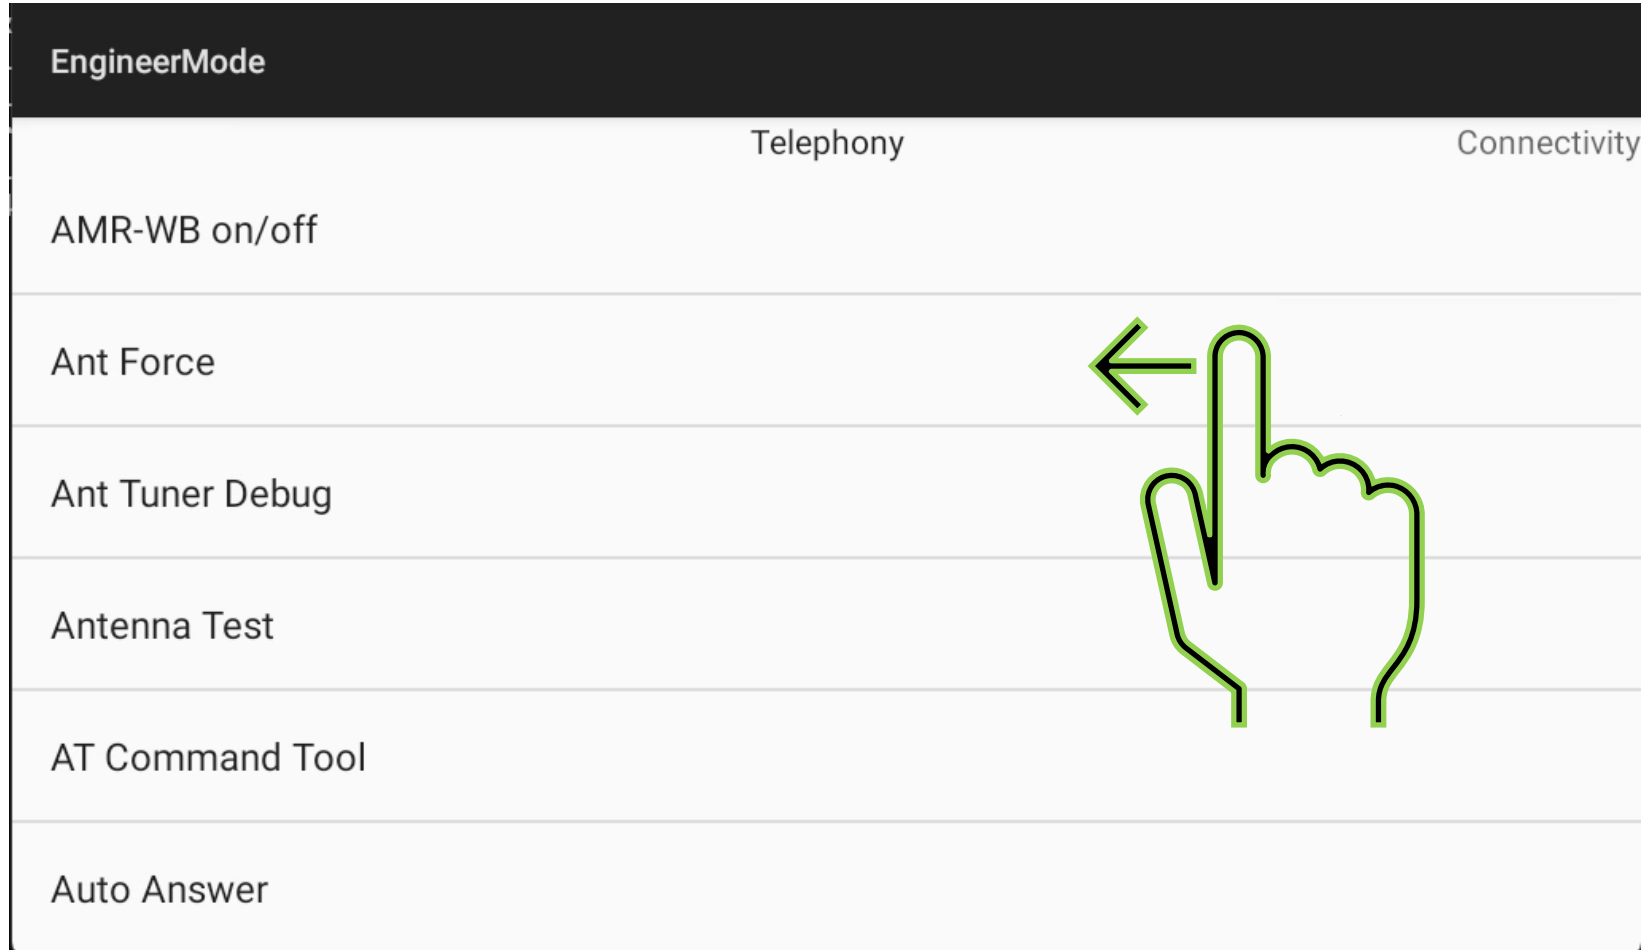 EngineerMode
Telephony Connectivity
AMR-WB on/off
Ant Force
Ant Tuner Debug
Antenna Test
AT Command Tool
Auto Answer